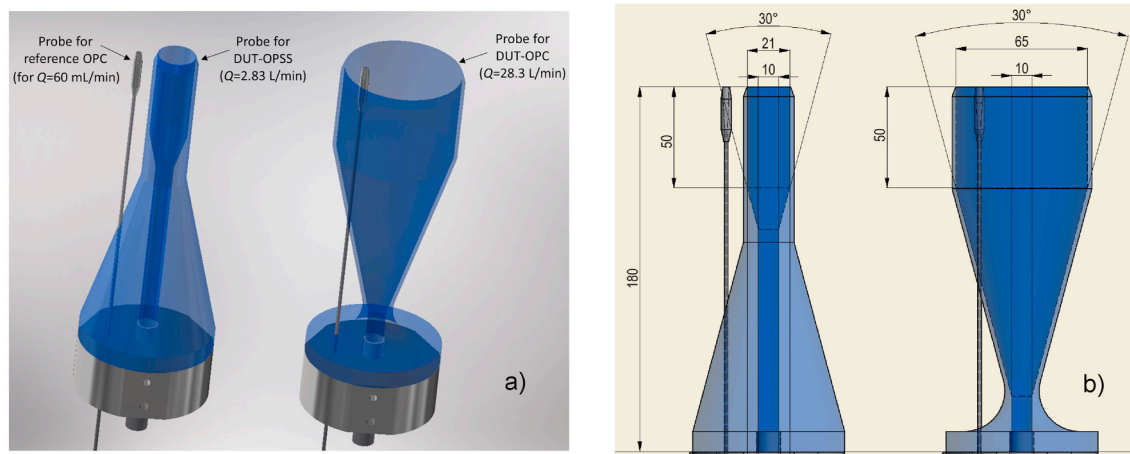 Probe for
reference OPC
(for Q=60 mL/min)
Probe for
DUT-OPSS
(Q=2.83 L/min)
Probe for
DUT-OPC
(Q=28.3 L/min)
a)
30°
21
10
50
180
30°
65
10
50
b)